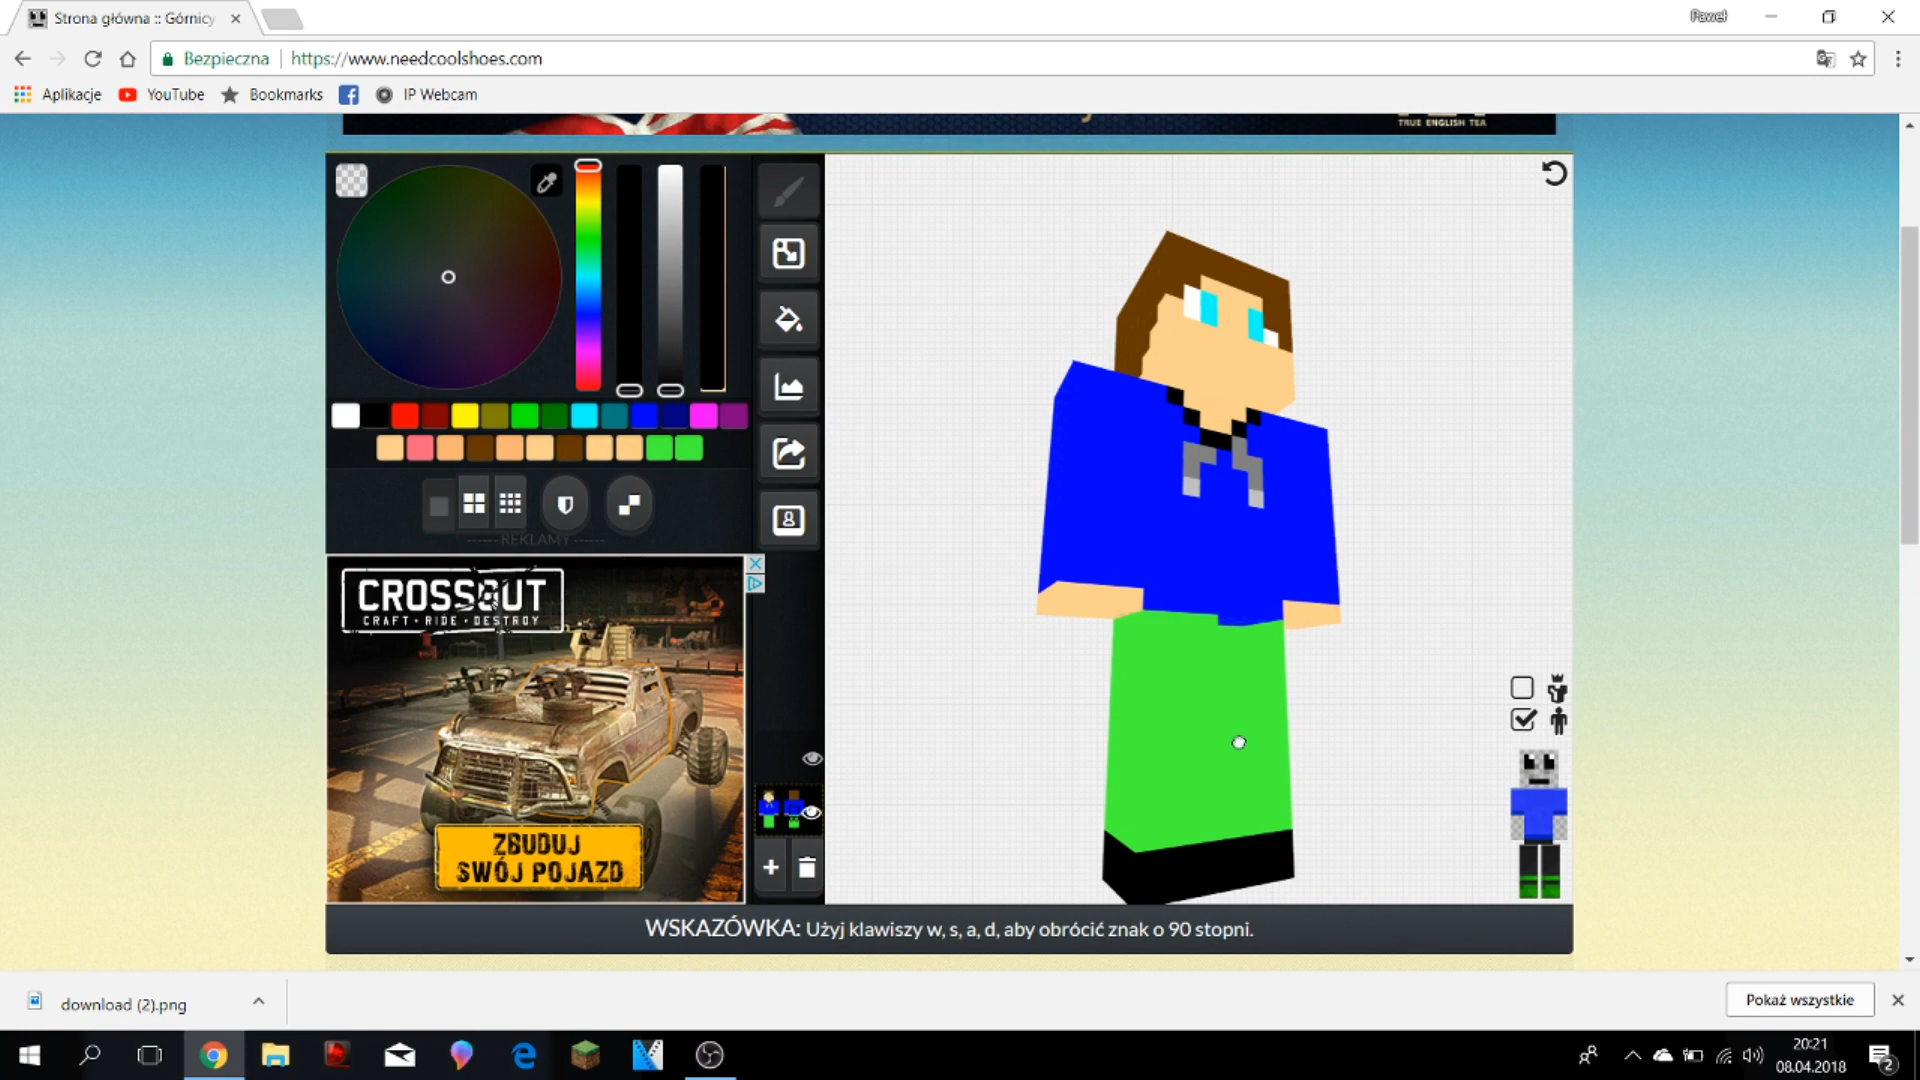 Strona główna :: Górnicy
Paweł
Bezpieczna
https://www.needcoolshoes.com
Aplikacje
YouTube
Bookmarks
IP Webcam
TRUE ENGLISH TEA
------ REKLAMY ------
CROSSOUT
CRAFT • RIDE • DESTROY
ZBUDUJ
SWÓJ POJAZD
WSKAZÓWKA: Użyj klawiszy w, s, a, d, aby obrócić znak o 90 stopni.
download (2).png
Pokaż wszystkie
20:21
08.04.2018
2